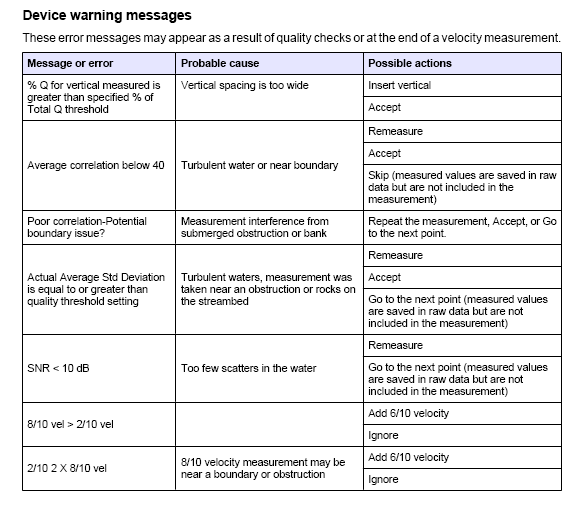 Device warning messages
These error messages may appear as a result of quality checks or at the end of a velocity measurement.
Message or error
Probable cause
Possible actions
% Q for vertical measured is
greater than specified % of
Total Q threshold
Vertical spacing is too wide
Insert vertical
Accept
Average correlation below 40
Turbulent water or near boundary
Remeasure
Accept
Skip (measured values are saved in raw
data but are not included in the
measurement)
Poor correlation-Potential
boundary issue?
Measurement interference from
submerged obstruction or bank
Repeat the measurement, Accept, or Go
to the next point.
Actual Average Std Deviation
is equal to or greater than
quality threshold setting
Turbulent waters, measurement was
taken near an obstruction or rocks on
the streambed
Remeasure
Accept
Go to the next point (measured values
are saved in raw data but are not
included in the measurement)
SNR < 10 dB
Too few scatters in the water
Remeasure
Go to the next point (measured values
are saved in raw data but are not
included in the measurement)
8/10 vel > 2/10 vel
Add 6/10 velocity
Ignore
2/10 2 X 8/10 vel
8/10 velocity measurement may be
near a boundary or obstruction
Add 6/10 velocity
Ignore